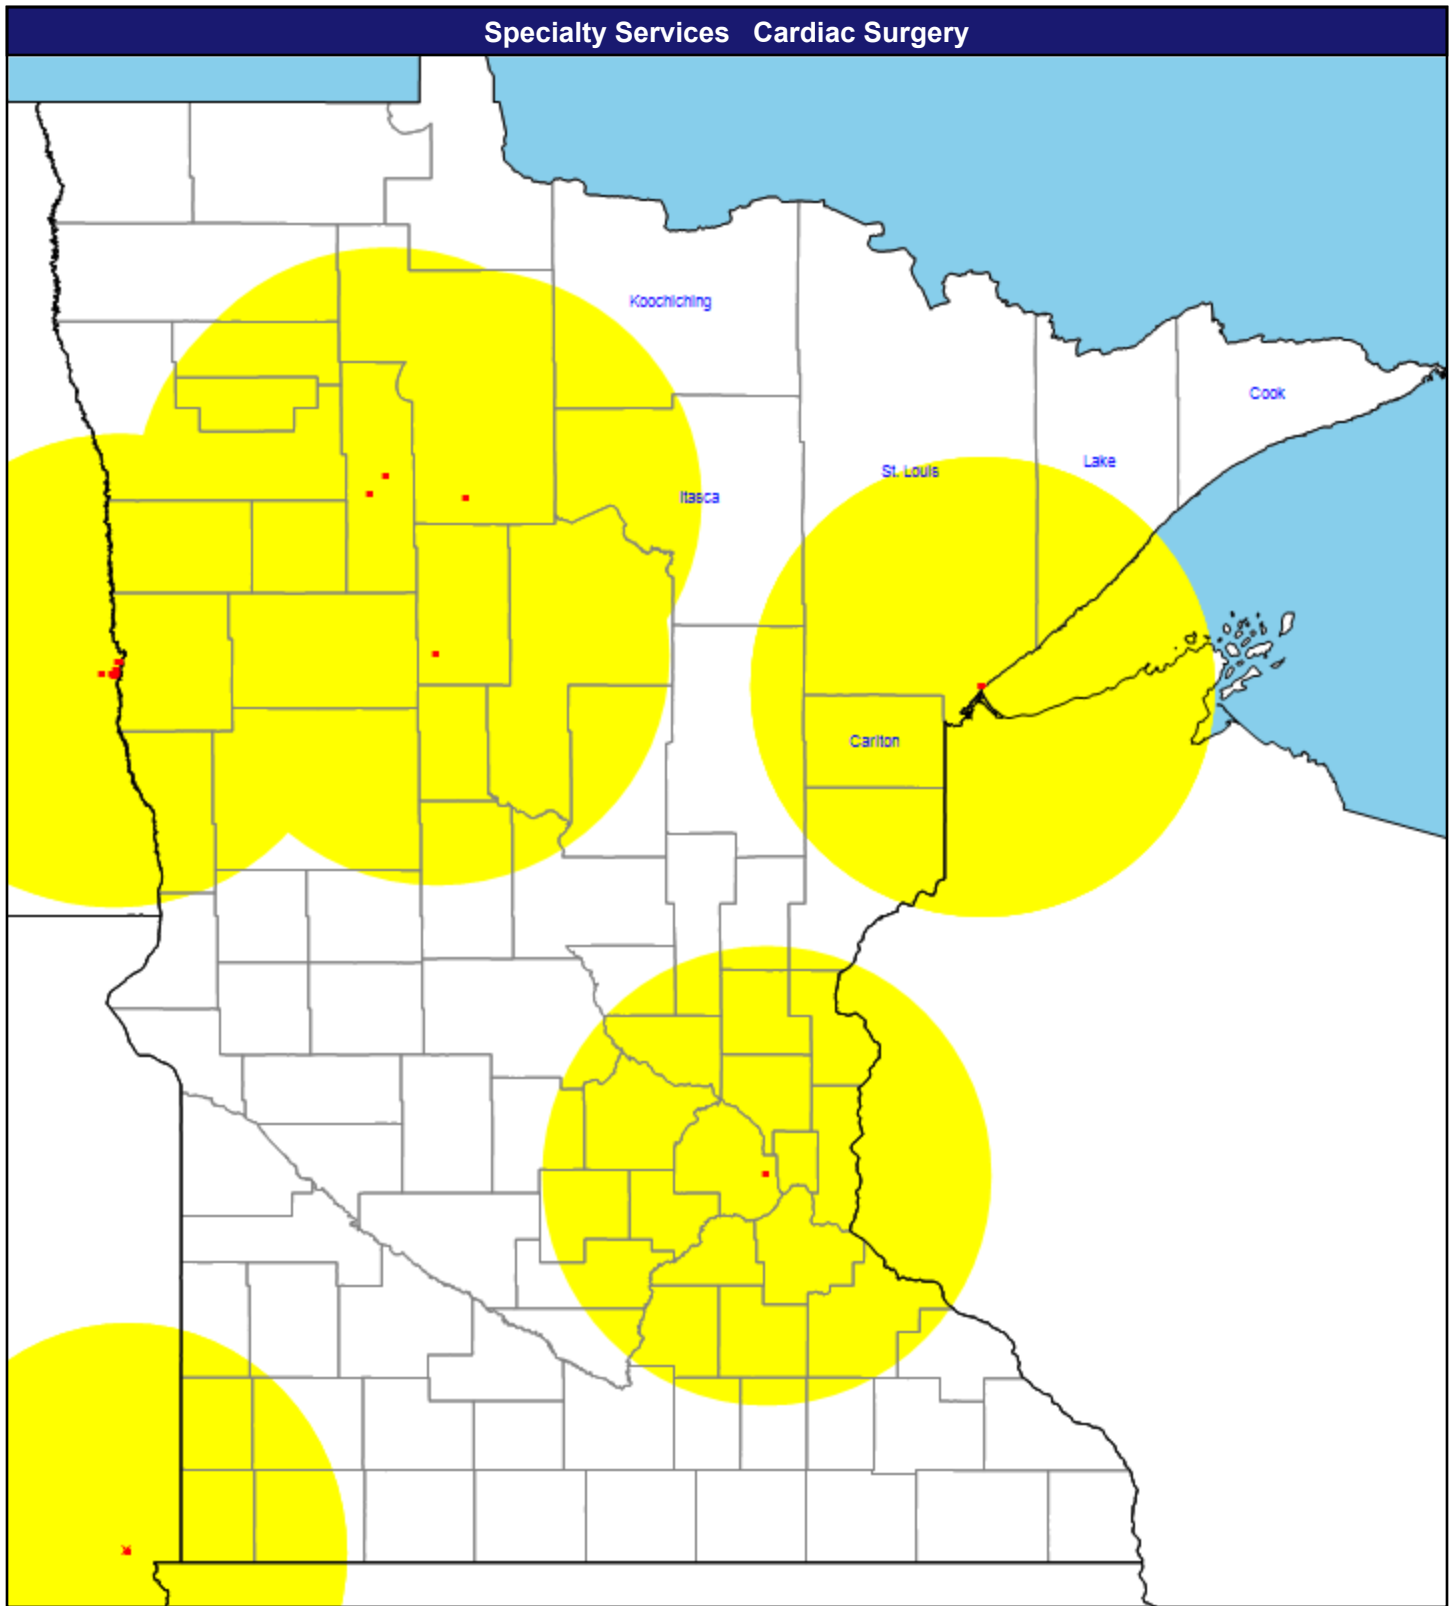 Specialty Services Cardiac Surgery
Koochiching
Cook
Lake
St. Louis
Itasca
Carlton